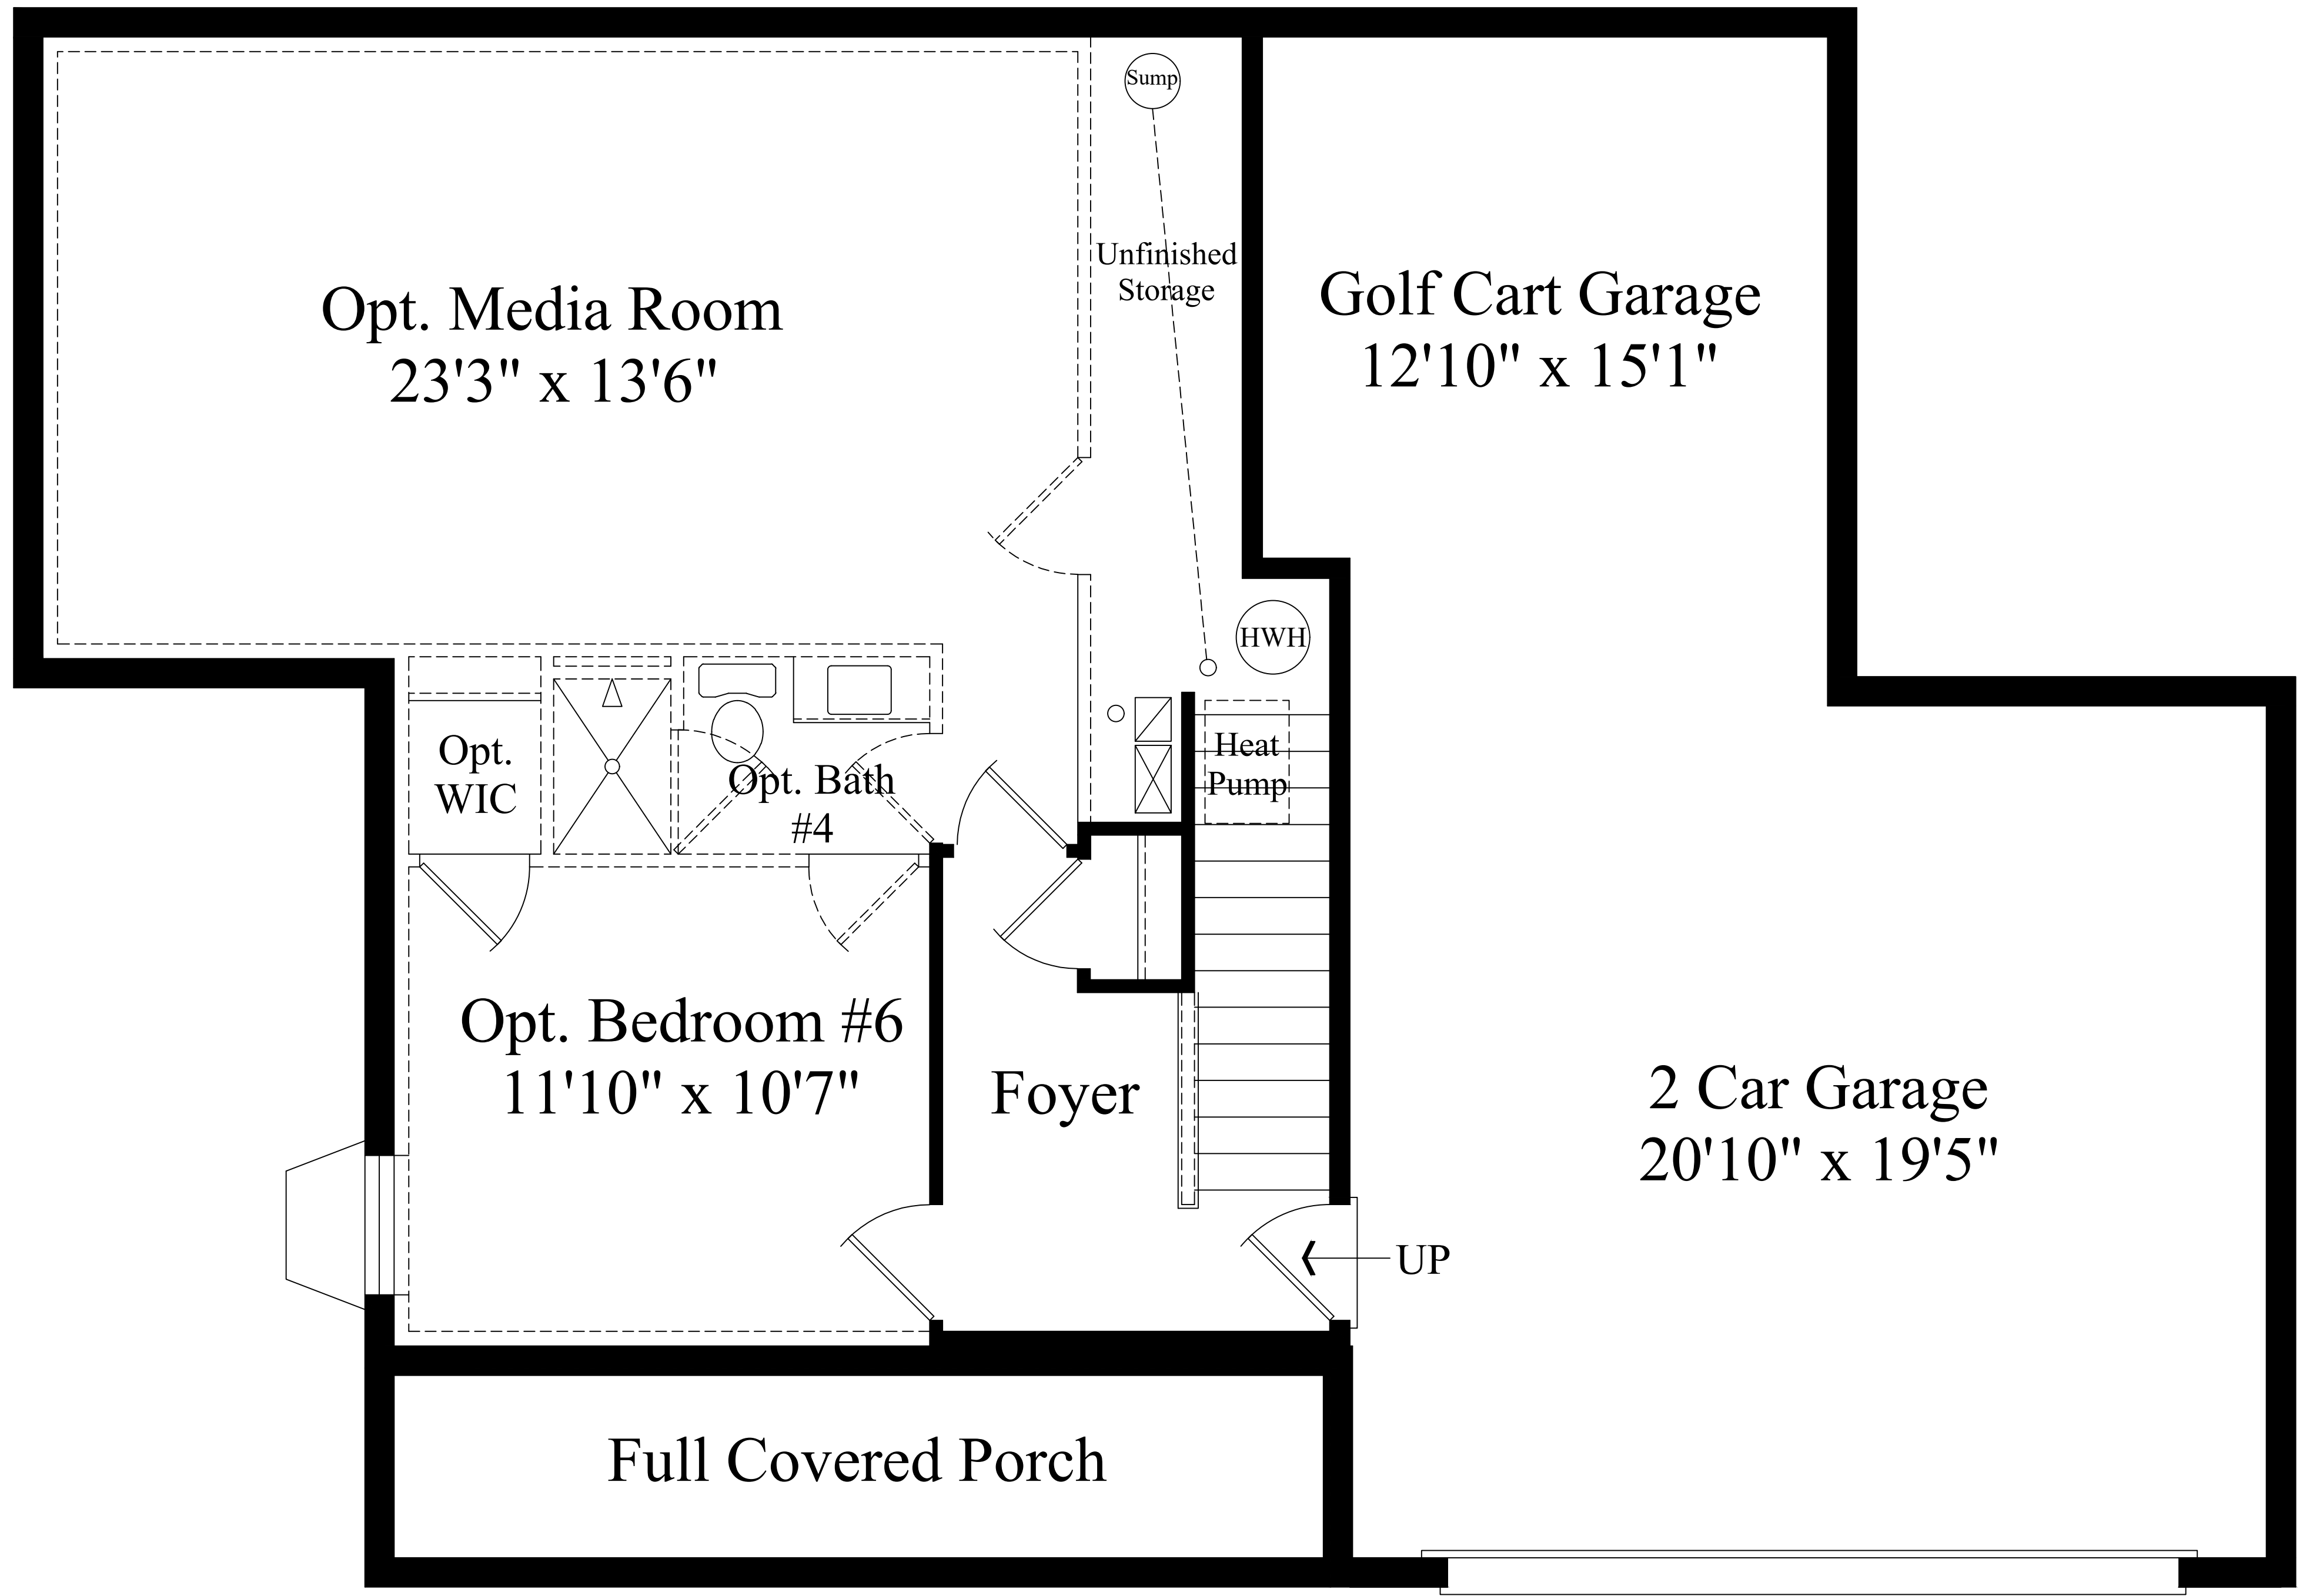 Sump
Unfinished
Storage
Opt. Media Room
23'3" x 13'6"
Golf Cart Garage
12'10" x 15'1"
HWH
Heat
Pump
Opt.
WIC
Opt. Bath
#4
Opt. Bedroom #6
11'10" x 10'7"
Foyer
2 Car Garage
20'10" x 19'5"
UP
Full Covered Porch